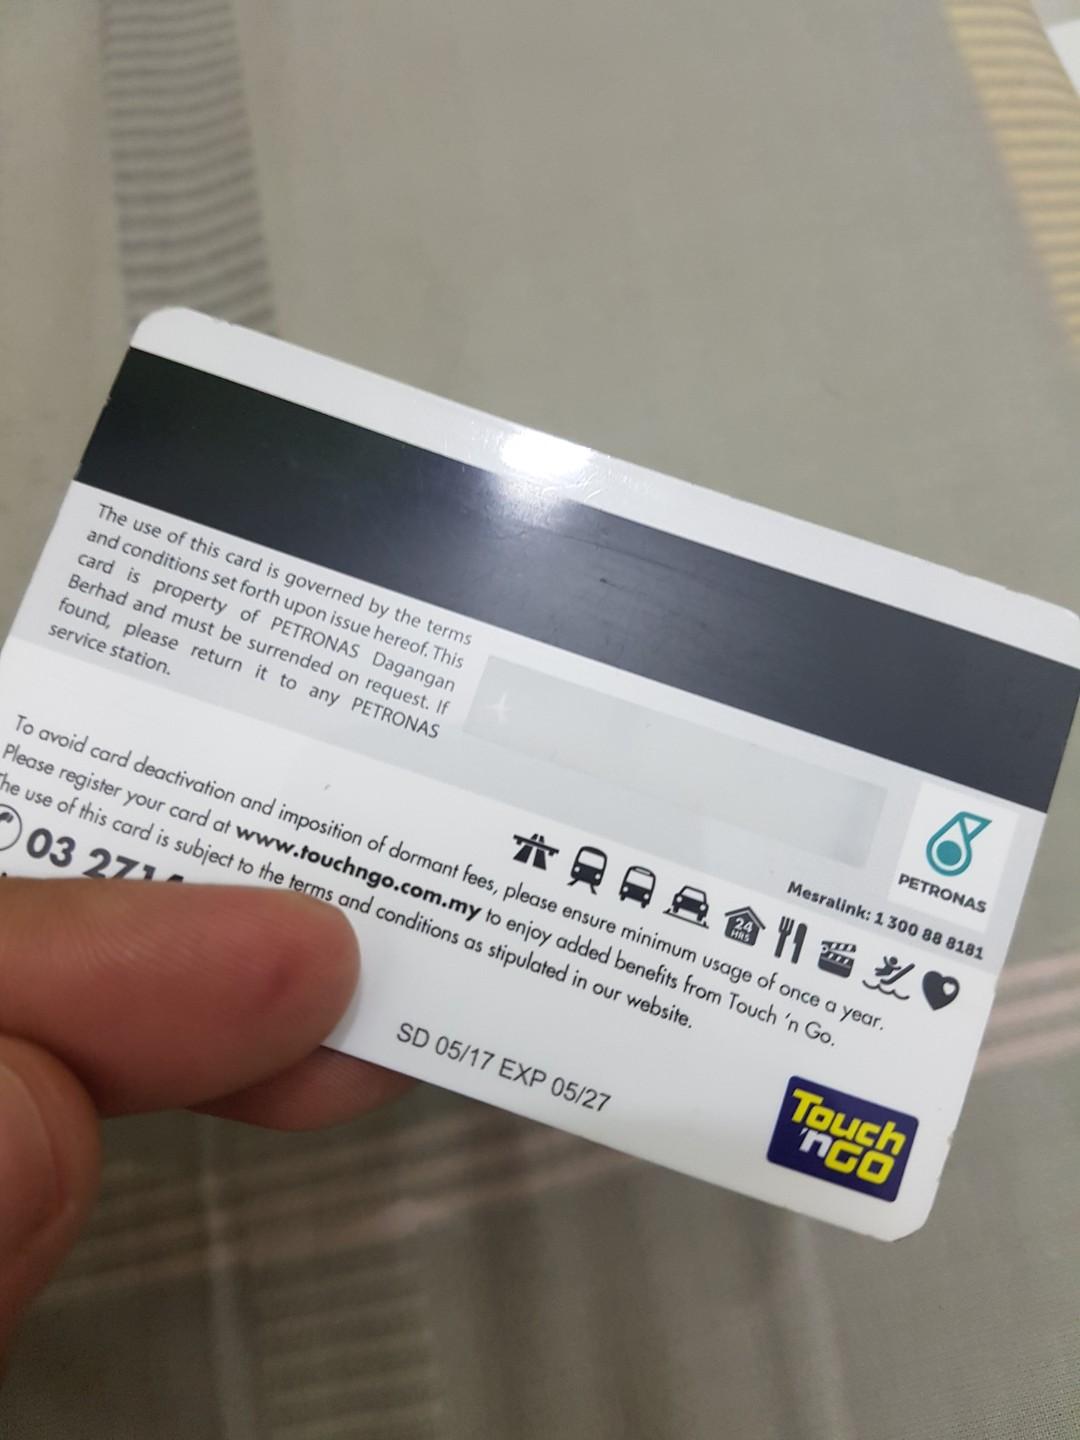 The use of this card is governed by the terms
and conditions set forth upon issue hereof. This
card is property of PETRONAS Dagangan
Berhad and must be surrended on request. If
found, please return it to any PETRONAS
service station.
PETRONAS
Mesralink: 1 300 88 8181
24
HRS
To avoid card deactivation and imposition of dormant fees, please ensure minimum usage of once a year.
Please register your card at www.touchngo.com.my to enjoy added benefits from Touch 'n Go.
The use of this card is subject to the terms and conditions as stipulated in our website.
03 2714
SD 05/17 EXP 05/27
Touch
'n GO